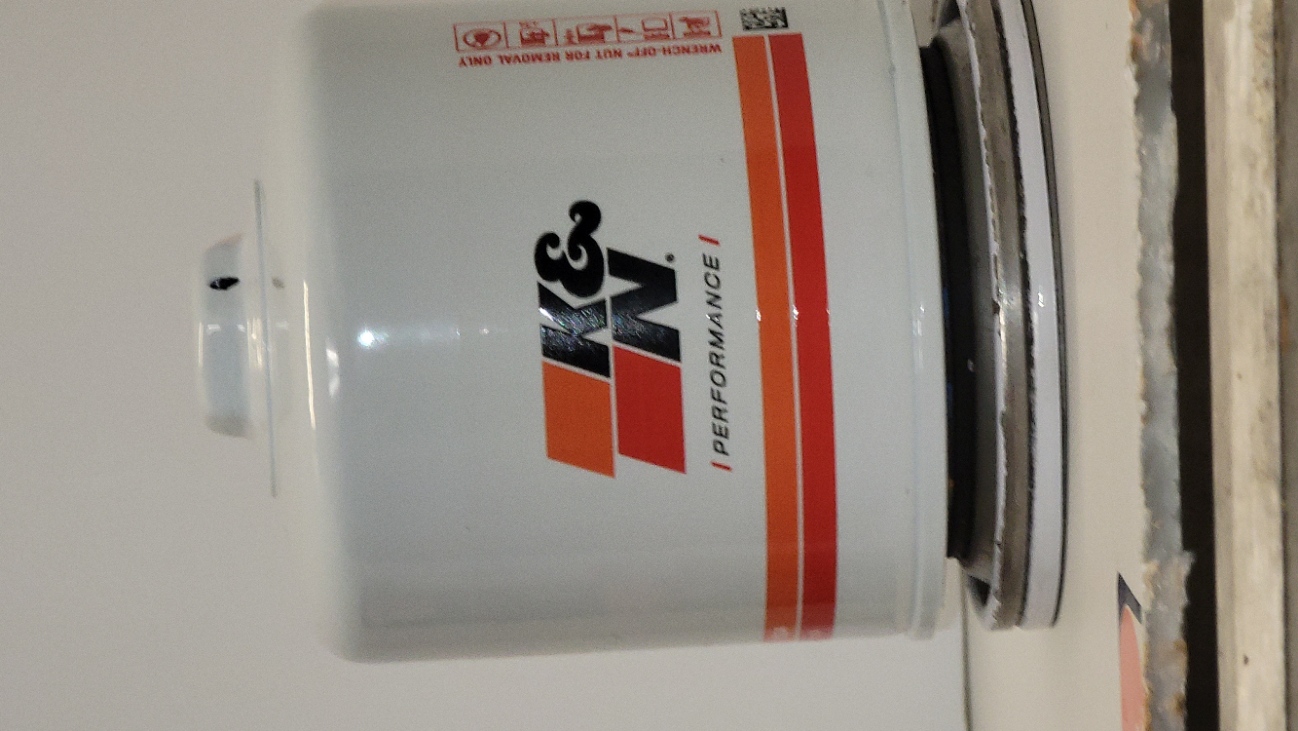 WRENCH-OFF® NUT FOR REMOVAL ONLY
K&
N®
/ PERFORMANCE /